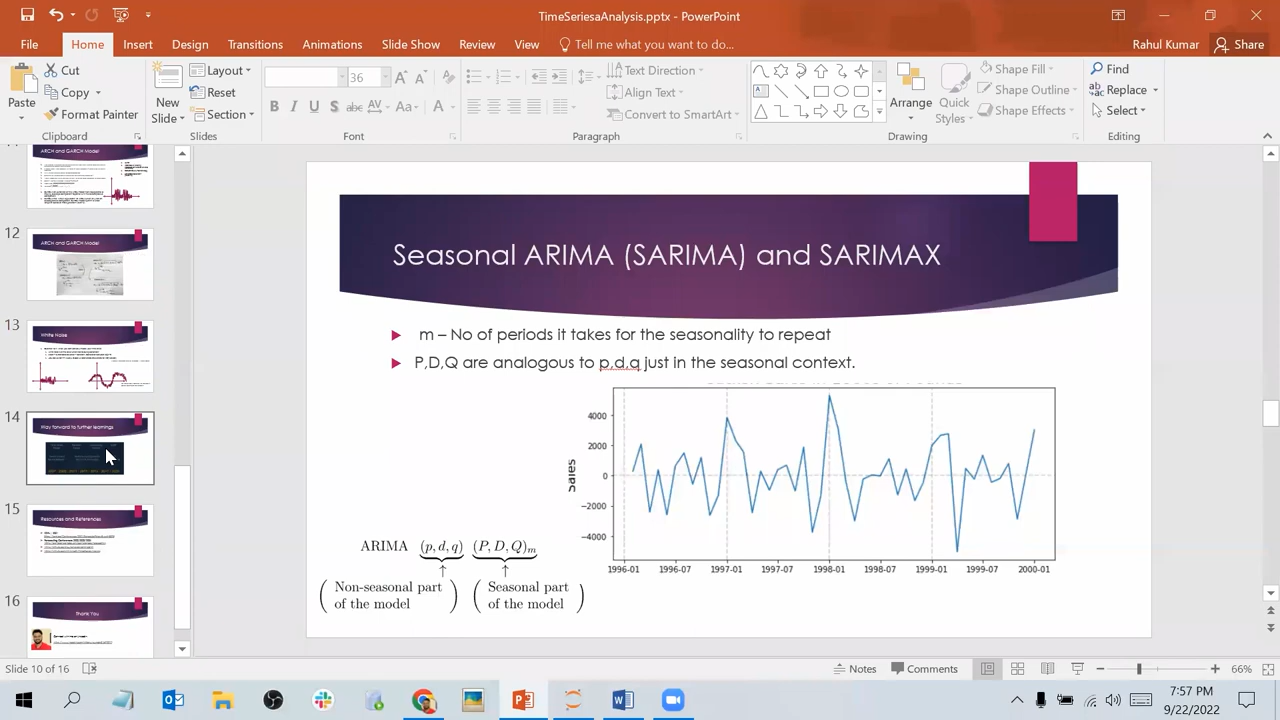 TimeSeriesaAnalysis.pptx - PowerPoint
File Home Insert Design Transitions Animations Slide Show Review View Tell me what you want to do... Rahul Kumar Share
Paste
Cut
Copy
Format Painter
Clipboard
New Slide
Layout
Reset
Section
Slides
36
B I U S abc AV Aa A
Font
Text Direction
Align Text
Convert to SmartArt
Paragraph
Arrange
Quick Styles
Shape Fill
Shape Outline
Shape Effects
Drawing
Find
Replace
Select
Editing
ARCH and GARCH Model
12
ARCH and GARCH Model
13
White Noise
14
Way forward to further learnings
15
Resources and References
16
Thank You
Seasonal ARIMA (SARIMA) and SARIMAX
m – No of periods it takes for the seasonality to repeat
P,D,Q are analogous to p,d,q just in the seasonal context.
Sales
4000
2000
0
−2000
−4000
1996-01 1996-07 1997-01 1997-07 1998-01 1998-07 1999-01 1999-07 2000-01
ARIMA (p, d, q) (P, D, Q)m
Non-seasonal part of the model
Seasonal part of the model
Slide 10 of 16
Notes Comments 66%
7:57 PM
9/22/2022